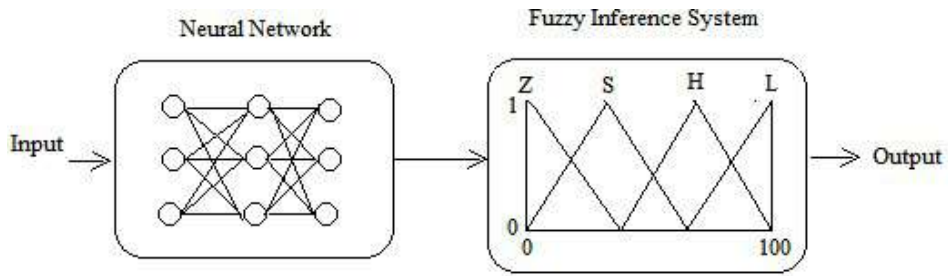 Neural Network
Fuzzy Inference System
Z S H L
1
Input
Output
0
0 100